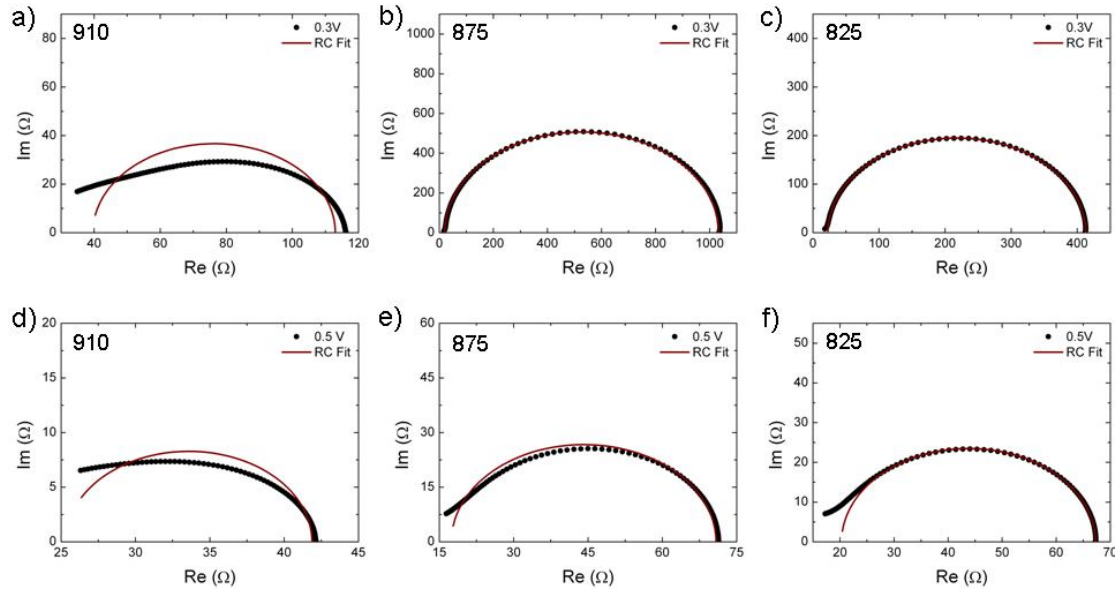 a)
910
0.3V
RC Fit
80
60
40
20
0
Im (Ω)
40 60 80 100 120
Re (Ω)
b)
875
0.3V
RC Fit
1000
800
600
400
200
0
Im (Ω)
0 200 400 600 800 1000
Re (Ω)
c)
825
0.3V
RC Fit
400
300
200
100
0
Im (Ω)
0 100 200 300 400
Re (Ω)
d)
910
0.5 V
RC Fit
20
15
10
5
0
Im (Ω)
25 30 35 40 45
Re (Ω)
e)
875
0.5 V
RC Fit
60
45
30
15
0
Im (Ω)
15 30 45 60 75
Re (Ω)
f)
825
0.5V
RC Fit
50
40
30
20
10
0
Im (Ω)
20 30 40 50 60 70
Re (Ω)